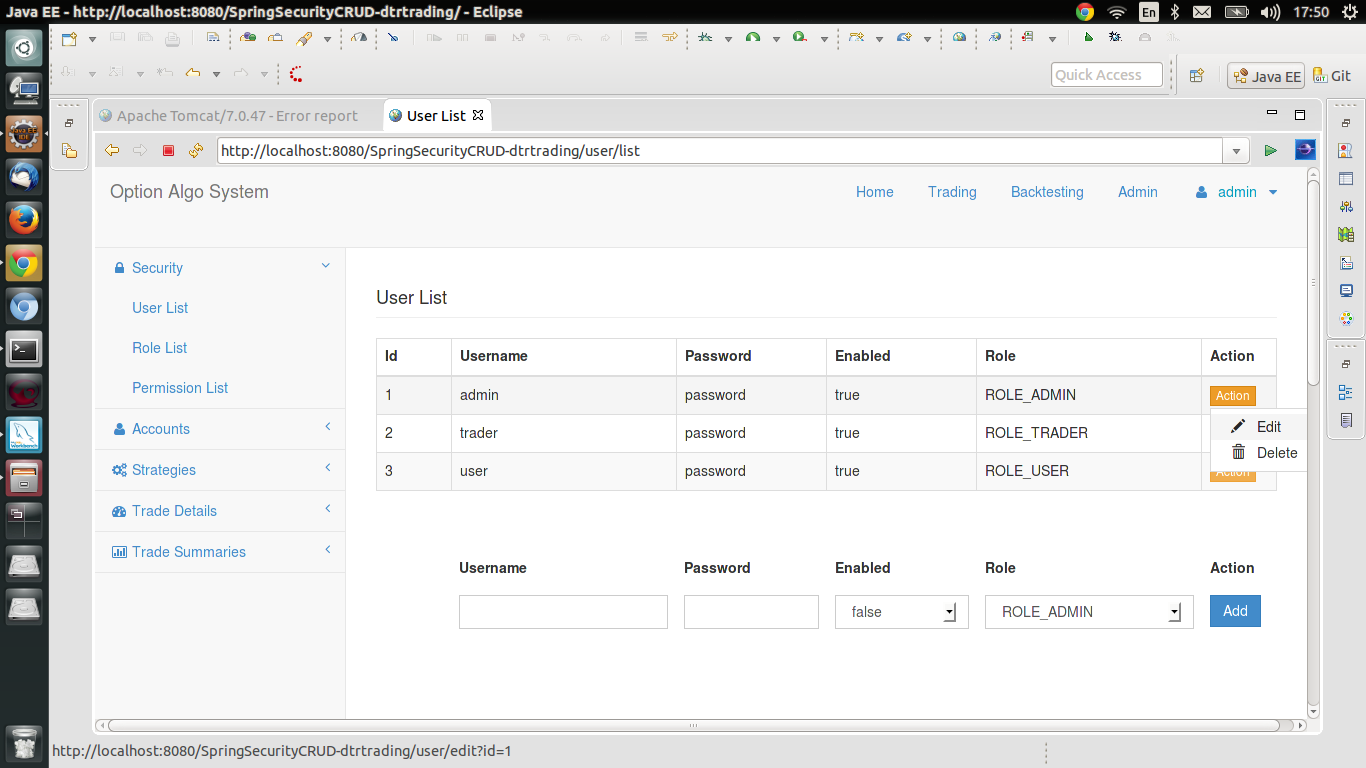 Java EE - http://localhost:8080/SpringSecurityCRUD-dtrtrading/ - Eclipse
En
17:50
Quick Access
Java EE
Git
Apache Tomcat/7.0.47 - Error report
User List
http://localhost:8080/SpringSecurityCRUD-dtrtrading/user/list
Option Algo System
Home Trading Backtesting Admin admin
Security
User List
Role List
Permission List
Accounts
Strategies
Trade Details
Trade Summaries
User List
Id Username Password Enabled Role Action
1 admin password true ROLE_ADMIN Action
2 trader password true ROLE_TRADER
3 user password true ROLE_USER Action
Edit
Delete
Username Password Enabled Role Action
false ROLE_ADMIN Add
http://localhost:8080/SpringSecurityCRUD-dtrtrading/user/edit?id=1